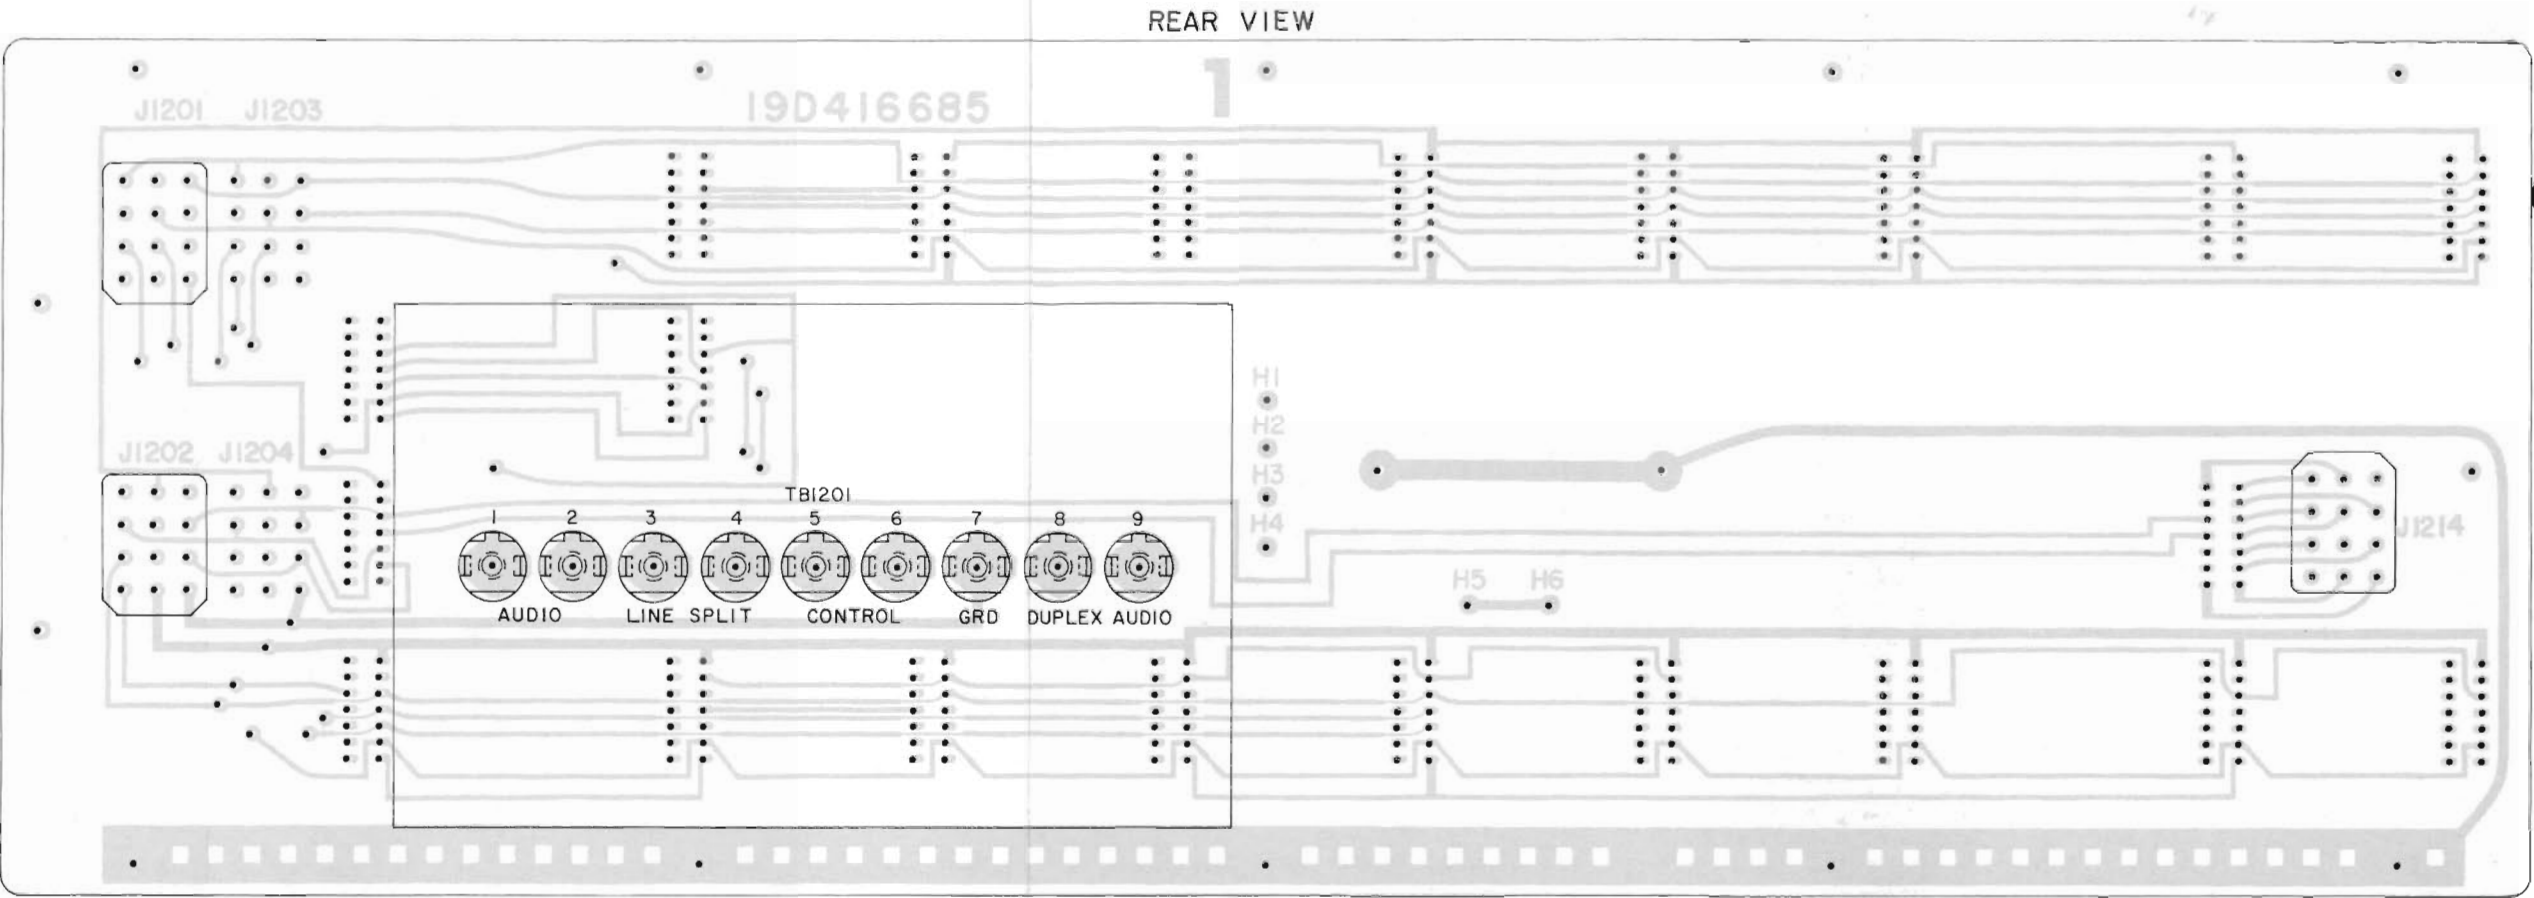 REAR VIEW
J1201 J1203
19D416685
1
H1
H2
J1202 J1204
H3
TB1201
1 2 3 4 5 6 7 8 9
H4
J1214
H5 H6
AUDIO LINE SPLIT CONTROL GRD DUPLEX AUDIO